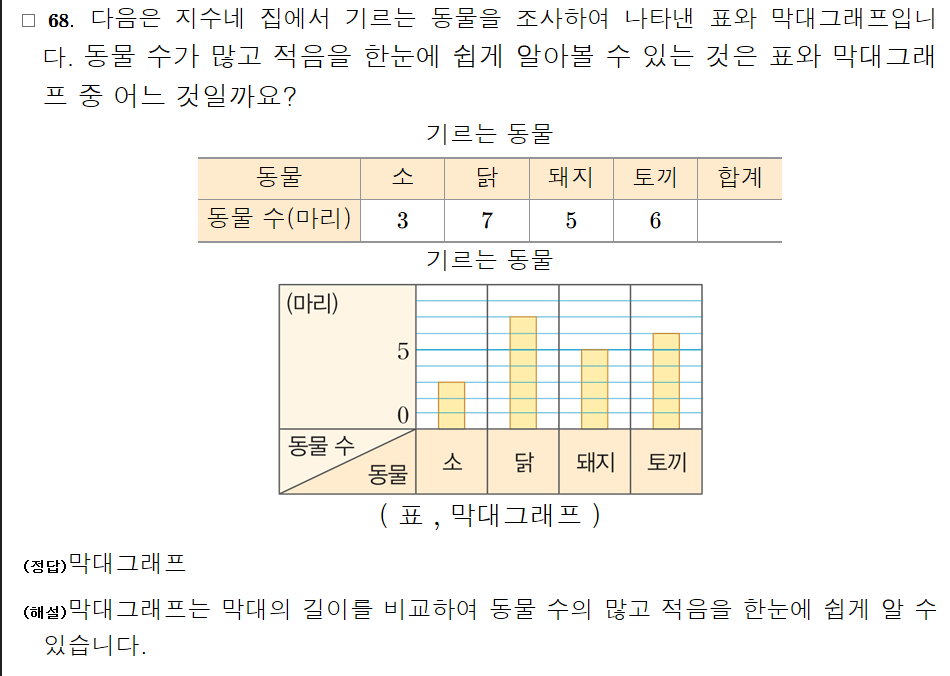 □ 68. 다음은 지수네 집에서 기르는 동물을 조사하여 나타낸 표와 막대그래프입니
다. 동물 수가 많고 적음을 한눈에 쉽게 알아볼 수 있는 것은 표와 막대그래
프 중 어느 것일까요?
기르는 동물
동물 소 닭 돼지 토끼 합계
동물 수(마리) 3 7 5 6
기르는 동물
(마리)
5
0
동물 수
동물 소 닭 돼지 토끼
( 표 , 막대그래프 )
(정답)막대그래프
(해설)막대그래프는 막대의 길이를 비교하여 동물 수의 많고 적음을 한눈에 쉽게 알 수
있습니다.